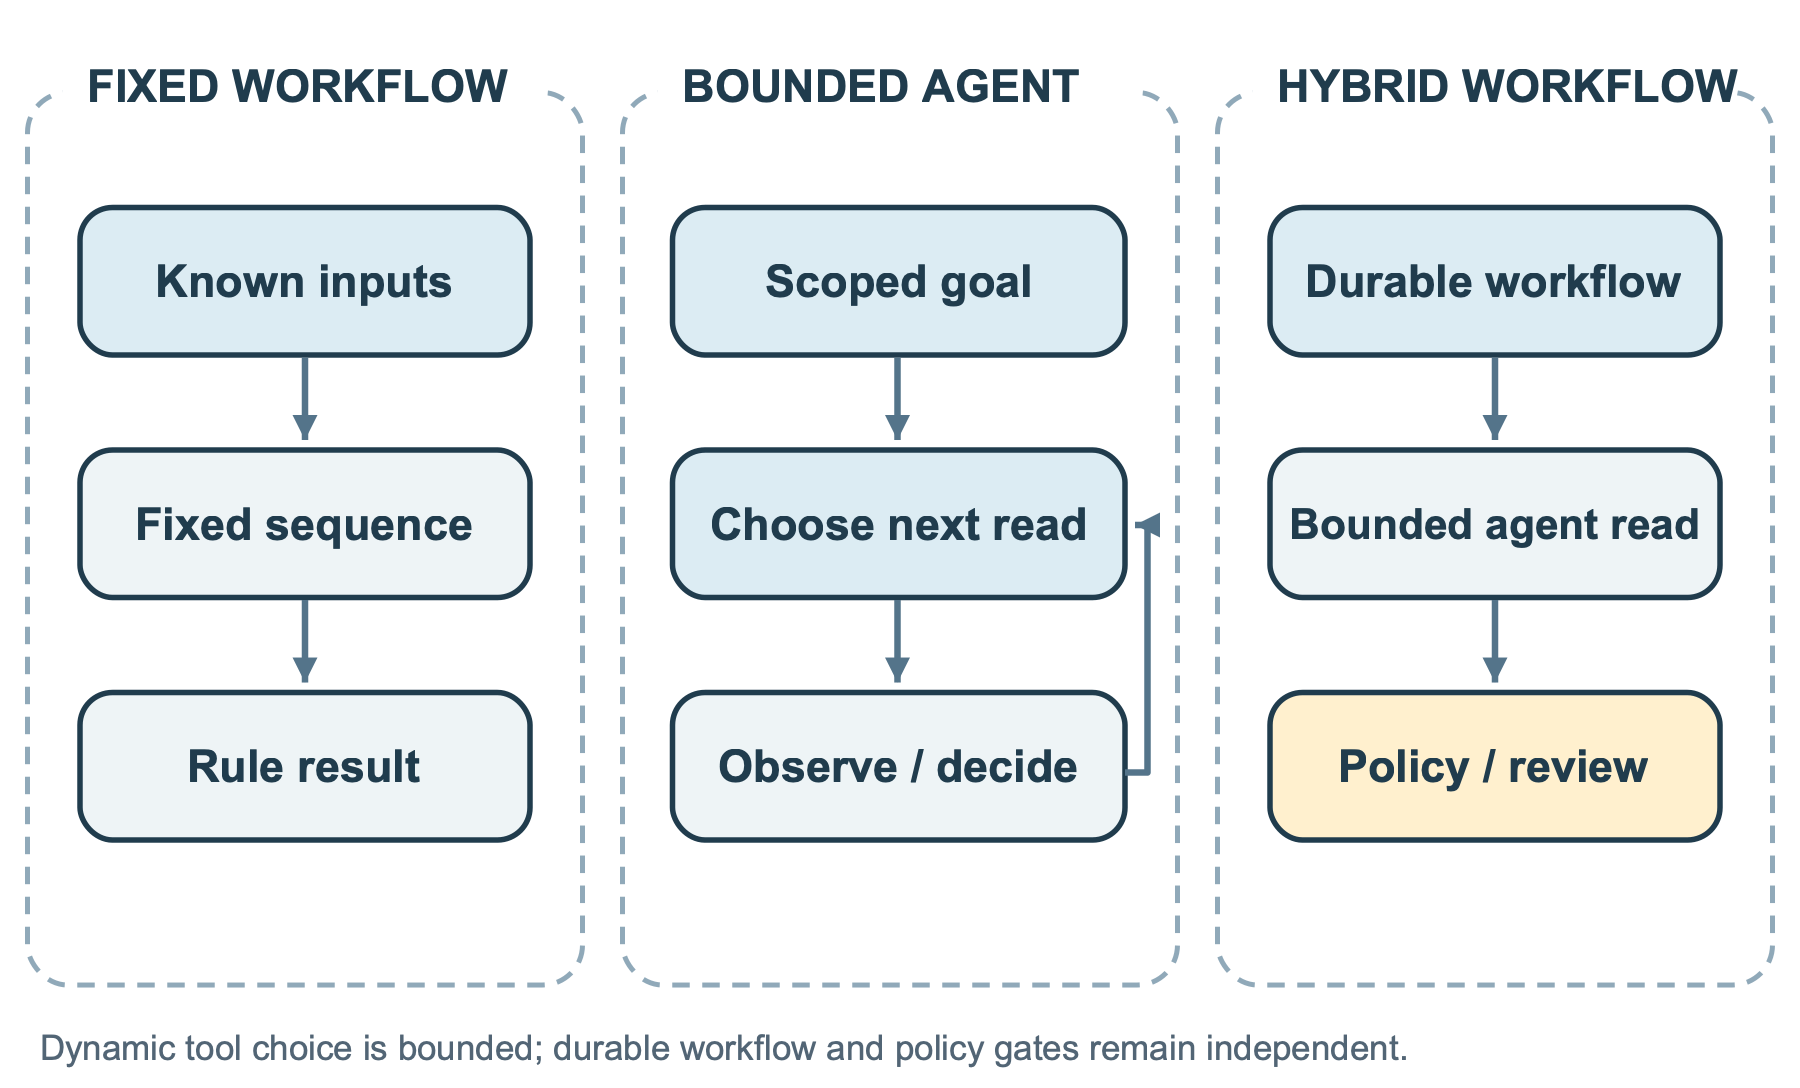 FIXED WORKFLOW
Known inputs
Fixed sequence
Rule result
BOUNDED AGENT
Scoped goal
Choose next read
Observe / decide
HYBRID WORKFLOW
Durable workflow
Bounded agent read
Policy / review
Dynamic tool choice is bounded; durable workflow and policy gates remain independent.